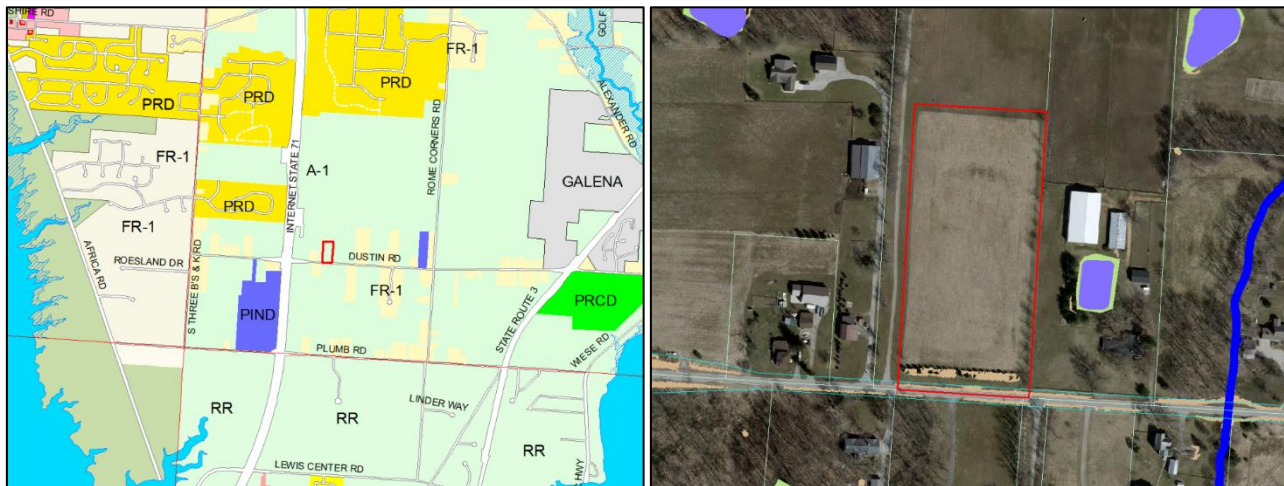 SHIRE RD
GOLF
FR-1
PRD
PRD
PRD
ALEXANDER RD
ROME CORNERS RD
INTERNET STATE 71
FR-1
A-1
GALENA
PRD
FR-1
AFRICA RD
ROESLAND DR
S THREE B'S & K RD
DUSTIN RD
FR-1
PIND
STATE ROUTE 3
PRCD
WIESE RD
PLUMB RD
RR
RR
LINDER WAY
RR
LEWIS CENTER RD
HWY